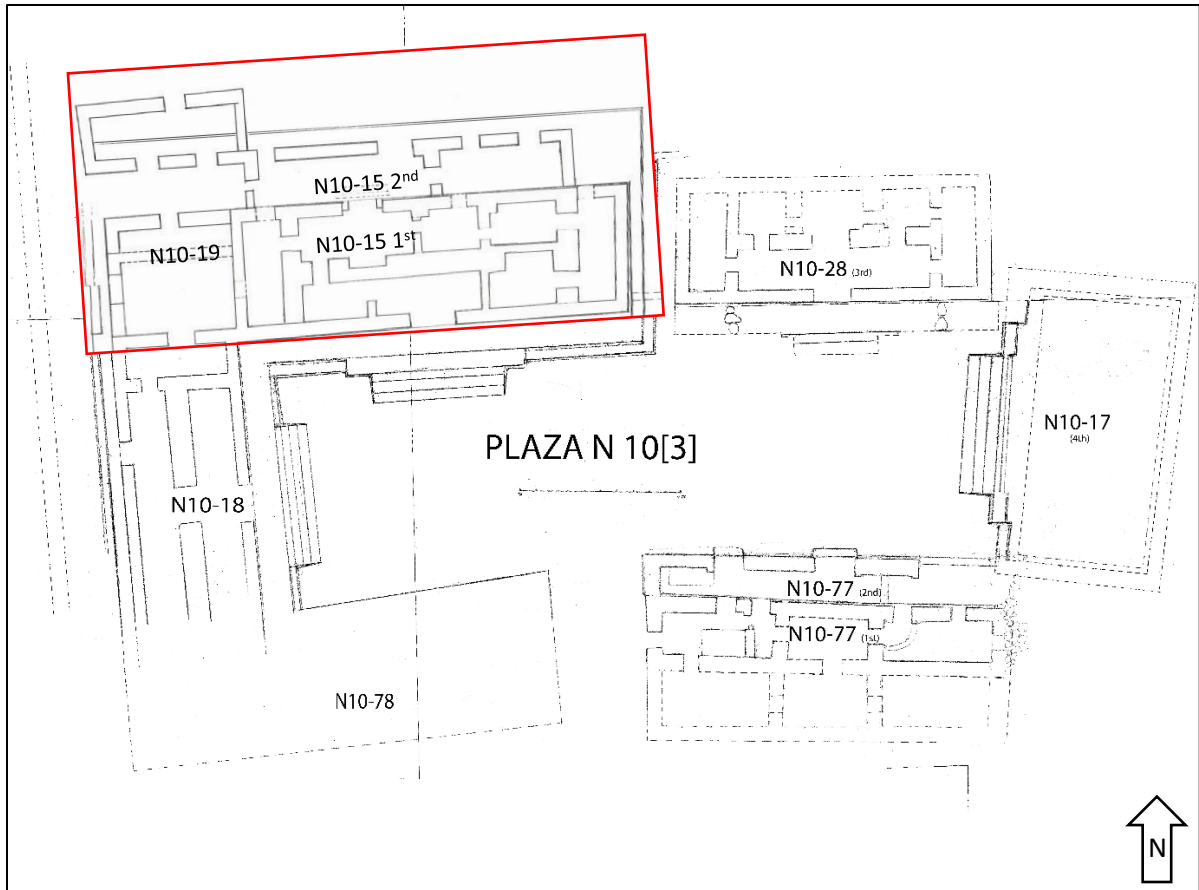 N10-15 2nd
N10-15 1st
N10-19
N10-28 (3rd)
N10-17
(4th)
PLAZA N 10[3]
N10-18
N10-77 (2nd)
N10-77 (1st)
N10-78
N